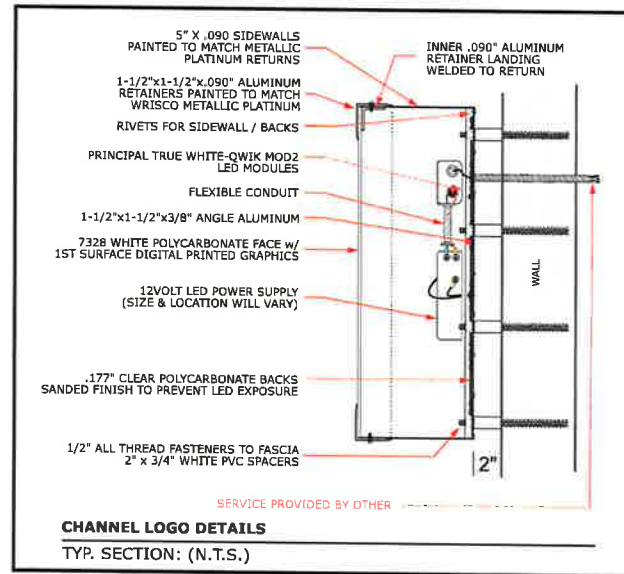 5" X .090 SIDEWALLS
PAINTED TO MATCH METALLIC
PLATINUM RETURNS
INNER .090" ALUMINUM
RETAINER LANDING
WELDED TO RETURN
1-1/2"x1-1/2"x.090" ALUMINUM
RETAINERS PAINTED TO MATCH
WRISCO METALLIC PLATINUM
RIVETS FOR SIDEWALL / BACKS
PRINCIPAL TRUE WHITE-QWIK MOD2
LED MODULES
FLEXIBLE CONDUIT
1-1/2"x1-1/2"x3/8" ANGLE ALUMINUM
7328 WHITE POLYCARBONATE FACE w/
1ST SURFACE DIGITAL PRINTED GRAPHICS
WALL
12VOLT LED POWER SUPPLY
(SIZE & LOCATION WILL VARY)
.177" CLEAR POLYCARBONATE BACKS
SANDED FINISH TO PREVENT LED EXPOSURE
1/2" ALL THREAD FASTENERS TO FASCIA
2" x 3/4" WHITE PVC SPACERS
2"
SERVICE PROVIDED BY OTHER
CHANNEL LOGO DETAILS
TYP. SECTION: (N.T.S.)